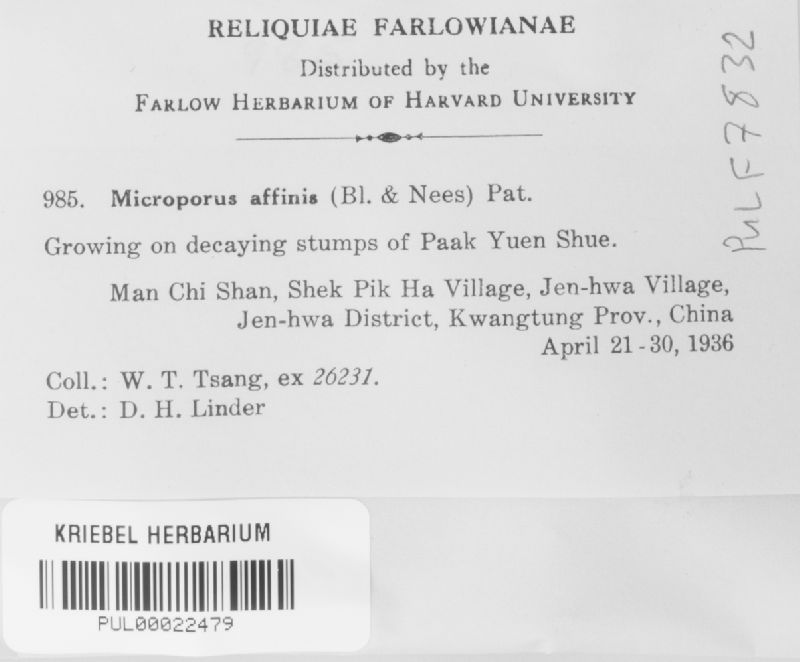 RELIQUIAE FARLOWIANAE
Distributed by the
FARLOW HERBARIUM OF HARVARD UNIVERSITY
985. Microporus affinis (Bl. & Nees) Pat.
Growing on decaying stumps of Paak Yuen Shue.
Man Chi Shan, Shek Pik Ha Village, Jen-hwa Village,
Jen-hwa District, Kwangtung Prov., China
April 21-30, 1936
Coll.: W. T. Tsang, ex 26231.
Det.: D. H. Linder
PUL F7832
KRIEBEL HERBARIUM
PUL00022479